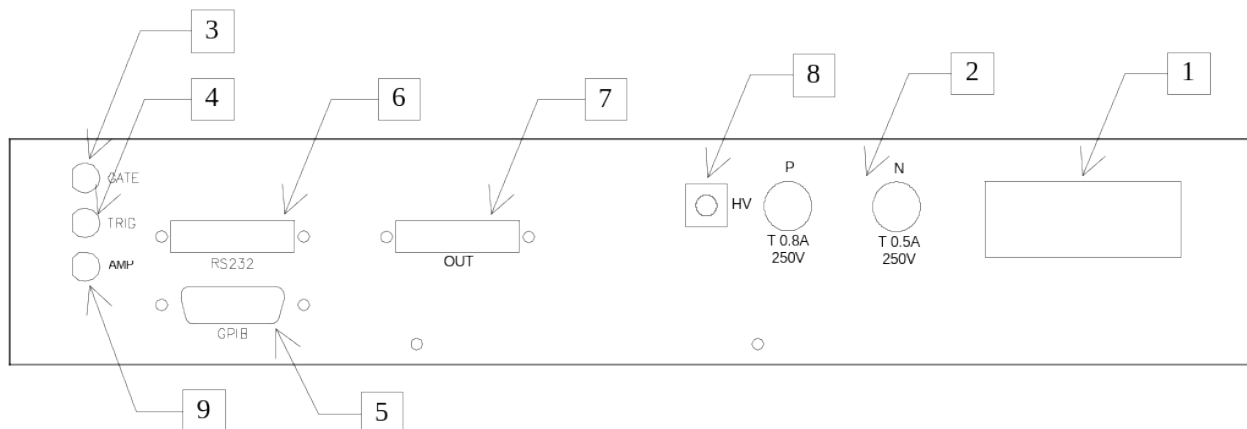 3
4
6
7
8
2
1
GATE
TRIG
AMP
RS232
GPIB
OUT
HV
P
T 0.8A
250V
N
T 0.5A
250V
9
5